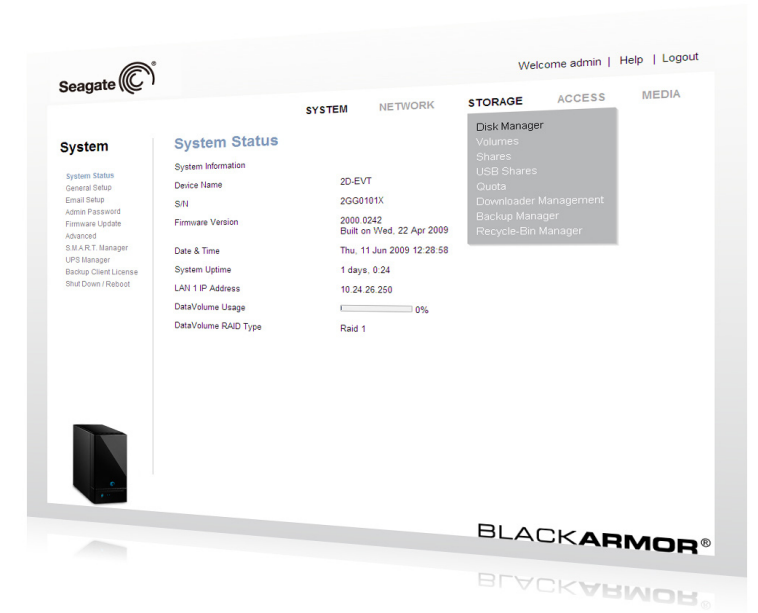 Seagate
Welcome admin | Help | Logout
SYSTEM NETWORK STORAGE ACCESS MEDIA
Disk Manager
Volumes
Shares
USB Shares
Quota
Downloader Management
Backup Manager
Recycle-Bin Manager
System
System Status
General Setup
Email Setup
Admin Password
Firmware Update
Advanced
S.M.A.R.T. Manager
UPS Manager
Backup Client License
Shut Down / Reboot
System Status
System Information
Device Name 2D-EVT
S/N 2GG0101X
Firmware Version 2000.0242
Built on Wed, 22 Apr 2009
Date & Time Thu, 11 Jun 2009 12:28:58
System Uptime 1 days, 0:24
LAN 1 IP Address 10.24.26.250
DataVolume Usage 0%
DataVolume RAID Type Raid 1
BLACKARMOR®